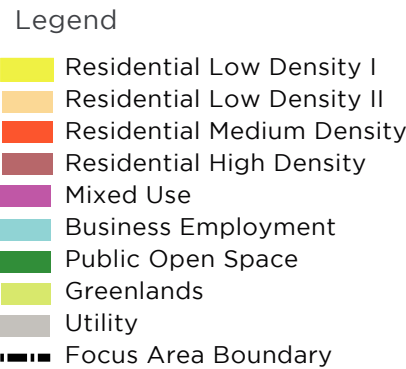 Legend
Residential Low Density I
Residential Low Density II
Residential Medium Density
Residential High Density
Mixed Use
Business Employment
Public Open Space
Greenlands
Utility
Focus Area Boundary